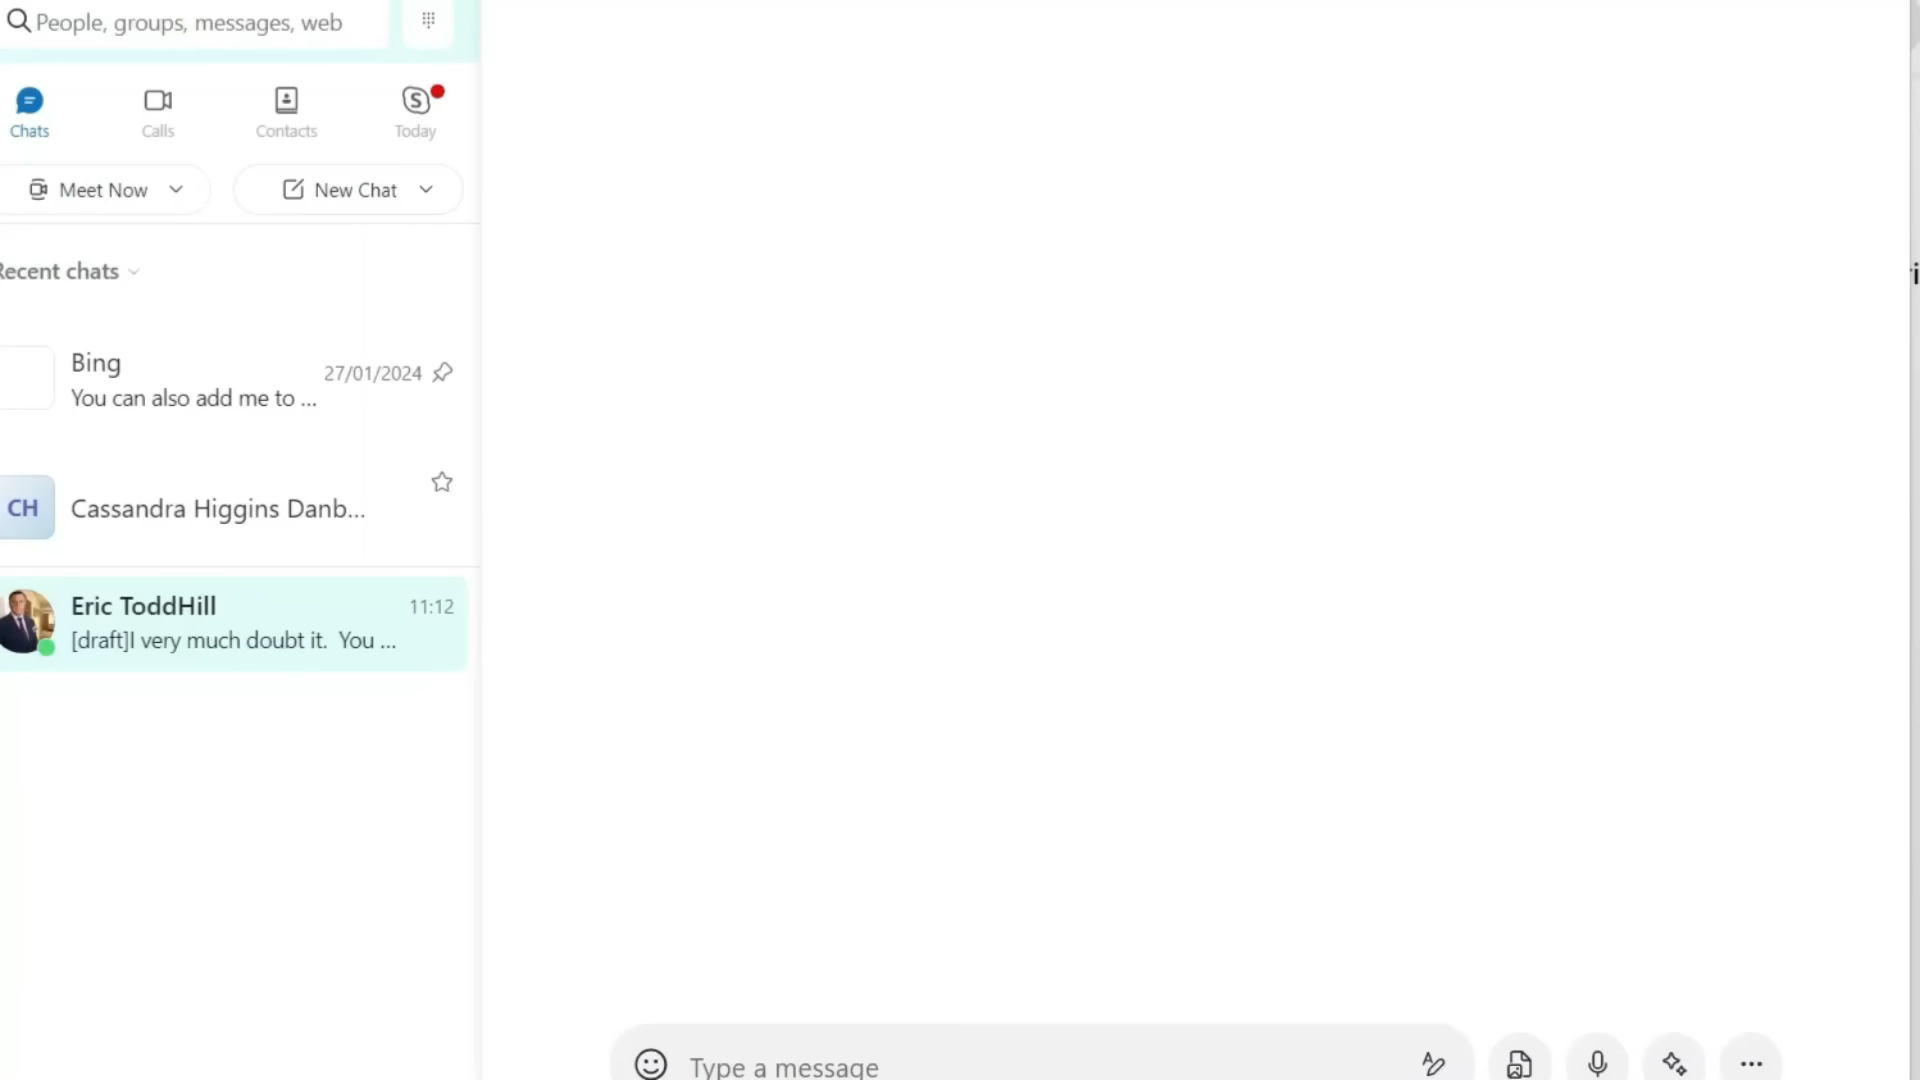 People, groups, messages, web
Chats
Calls
Contacts
Today
Meet Now
New Chat
Recent chats
Bing
27/01/2024
You can also add me to ...
CH
Cassandra Higgins Danb...
Eric ToddHill
11:12
[draft]I very much doubt it. You ...
Type a message